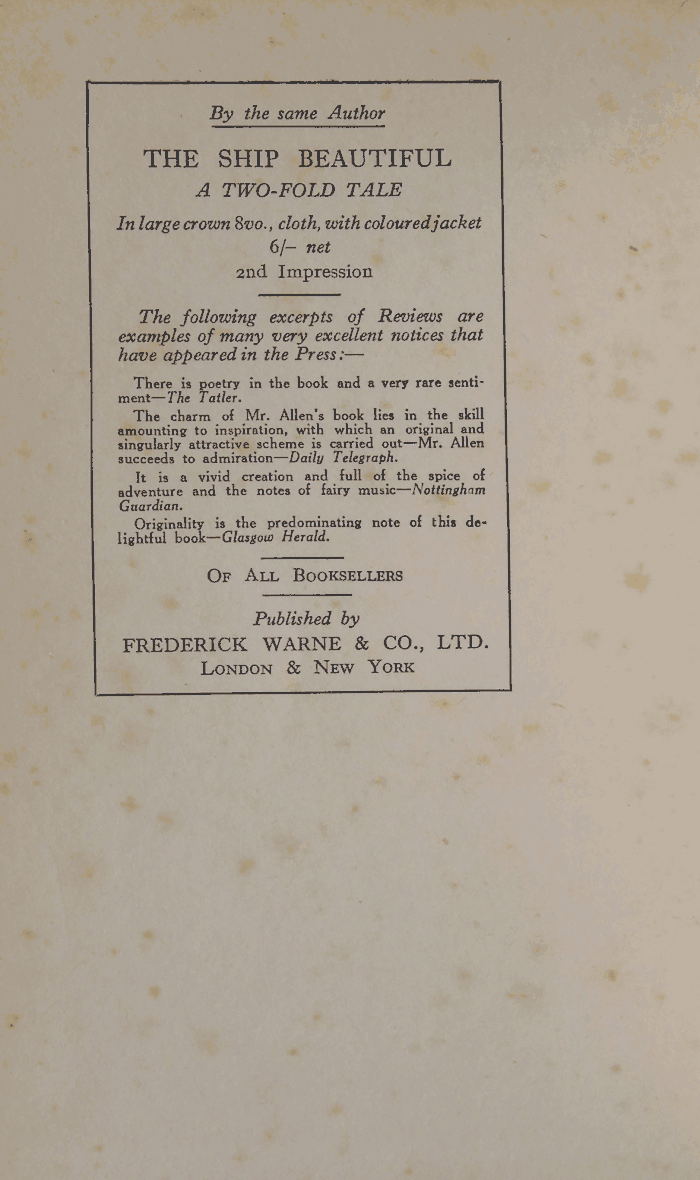 By the same Author
THE SHIP BEAUTIFUL
A TWO-FOLD TALE
In large crown 8vo., cloth, with coloured jacket
6/– net
2nd Impression
The following excerpts of Reviews are
examples of many very excellent notices that
have appeared in the Press:—
There is poetry in the book and a very rare senti-
ment—The Tatler.
The charm of Mr. Allen's book lies in the skill
amounting to inspiration, with which an original and
singularly attractive scheme is carried out—Mr. Allen
succeeds to admiration—Daily Telegraph.
It is a vivid creation and full of the spice of
adventure and the notes of fairy music—Nottingham
Guardian.
Originality is the predominating note of this de-
lightful book—Glasgow Herald.
OF ALL BOOKSELLERS
Published by
FREDERICK WARNE & CO., LTD.
LONDON & NEW YORK